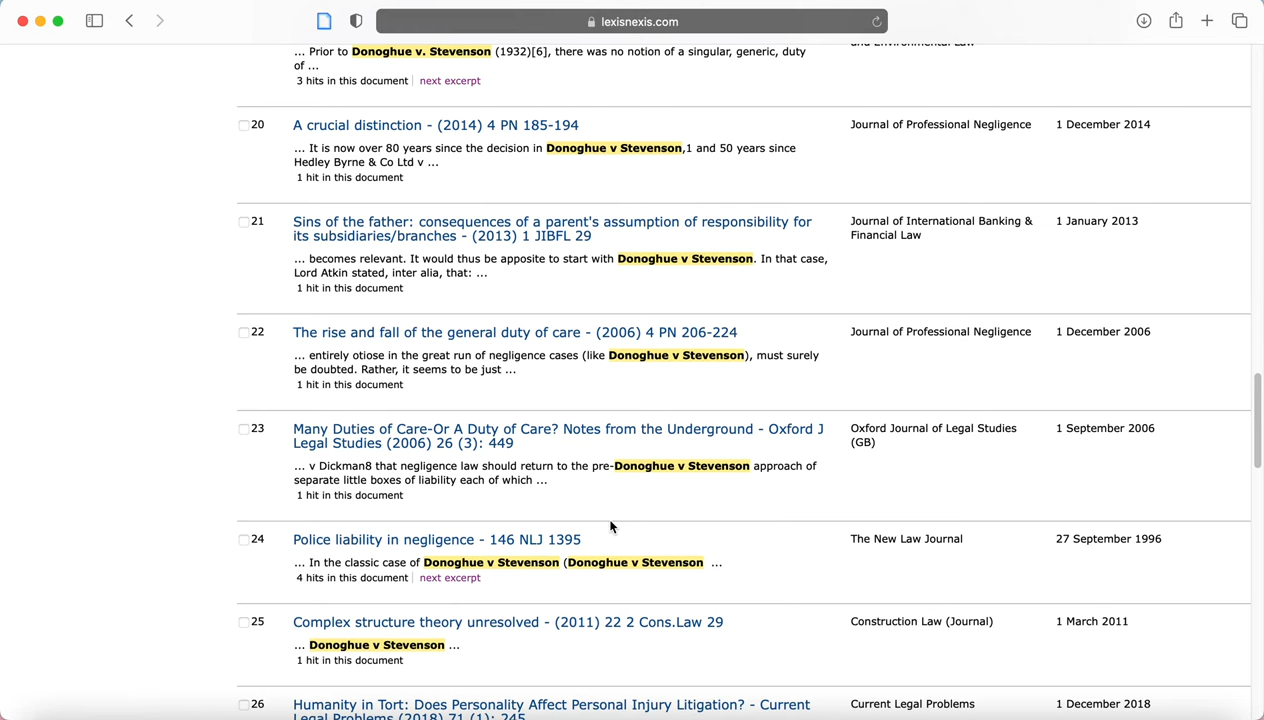 lexisnexis.com
and Environmental Law
... Prior to Donoghue v. Stevenson (1932)[6], there was no notion of a singular, generic, duty
of ...
3 hits in this document | next excerpt
20 A crucial distinction - (2014) 4 PN 185-194 Journal of Professional Negligence 1 December 2014
... It is now over 80 years since the decision in Donoghue v Stevenson,1 and 50 years since
Hedley Byrne & Co Ltd v ...
1 hit in this document
21 Sins of the father: consequences of a parent's assumption of responsibility for Journal of International Banking & 1 January 2013
its subsidiaries/branches - (2013) 1 JIBFL 29 Financial Law
... becomes relevant. It would thus be apposite to start with Donoghue v Stevenson. In that case,
Lord Atkin stated, inter alia, that: ...
1 hit in this document
22 The rise and fall of the general duty of care - (2006) 4 PN 206-224 Journal of Professional Negligence 1 December 2006
... entirely otiose in the great run of negligence cases (like Donoghue v Stevenson), must surely
be doubted. Rather, it seems to be just ...
1 hit in this document
23 Many Duties of Care-Or A Duty of Care? Notes from the Underground - Oxford J Oxford Journal of Legal Studies 1 September 2006
Legal Studies (2006) 26 (3): 449 (GB)
... v Dickman8 that negligence law should return to the pre-Donoghue v Stevenson approach of
separate little boxes of liability each of which ...
1 hit in this document
24 Police liability in negligence - 146 NLJ 1395 The New Law Journal 27 September 1996
... In the classic case of Donoghue v Stevenson (Donoghue v Stevenson ...
4 hits in this document | next excerpt
25 Complex structure theory unresolved - (2011) 22 2 Cons.Law 29 Construction Law (Journal) 1 March 2011
... Donoghue v Stevenson ...
1 hit in this document
26 Humanity in Tort: Does Personality Affect Personal Injury Litigation? - Current Current Legal Problems 1 December 2018
Legal Problems (2018) 71 (1): 245